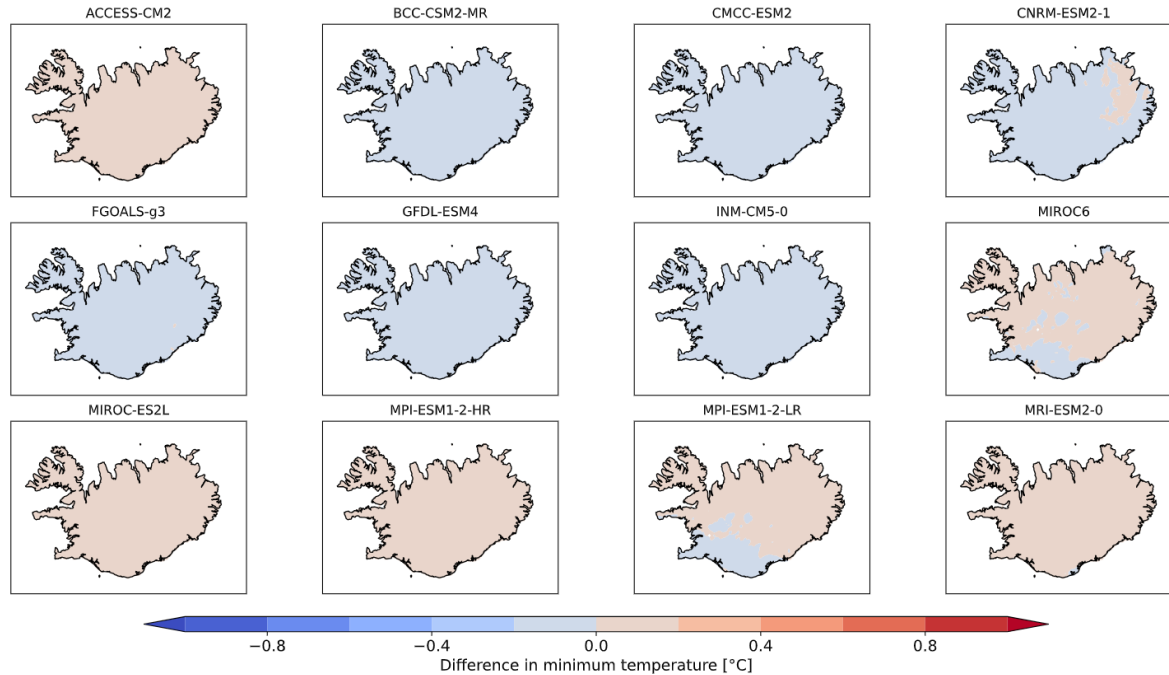 ACCESS-CM2 BCC-CSM2-MR CMCC-ESM2 CNRM-ESM2-1
FGOALS-g3 GFDL-ESM4 INM-CM5-0 MIROC6
MIROC-ES2L MPI-ESM1-2-HR MPI-ESM1-2-LR MRI-ESM2-0
−0.8 −0.4 0.0 0.4 0.8
Difference in minimum temperature [°C]